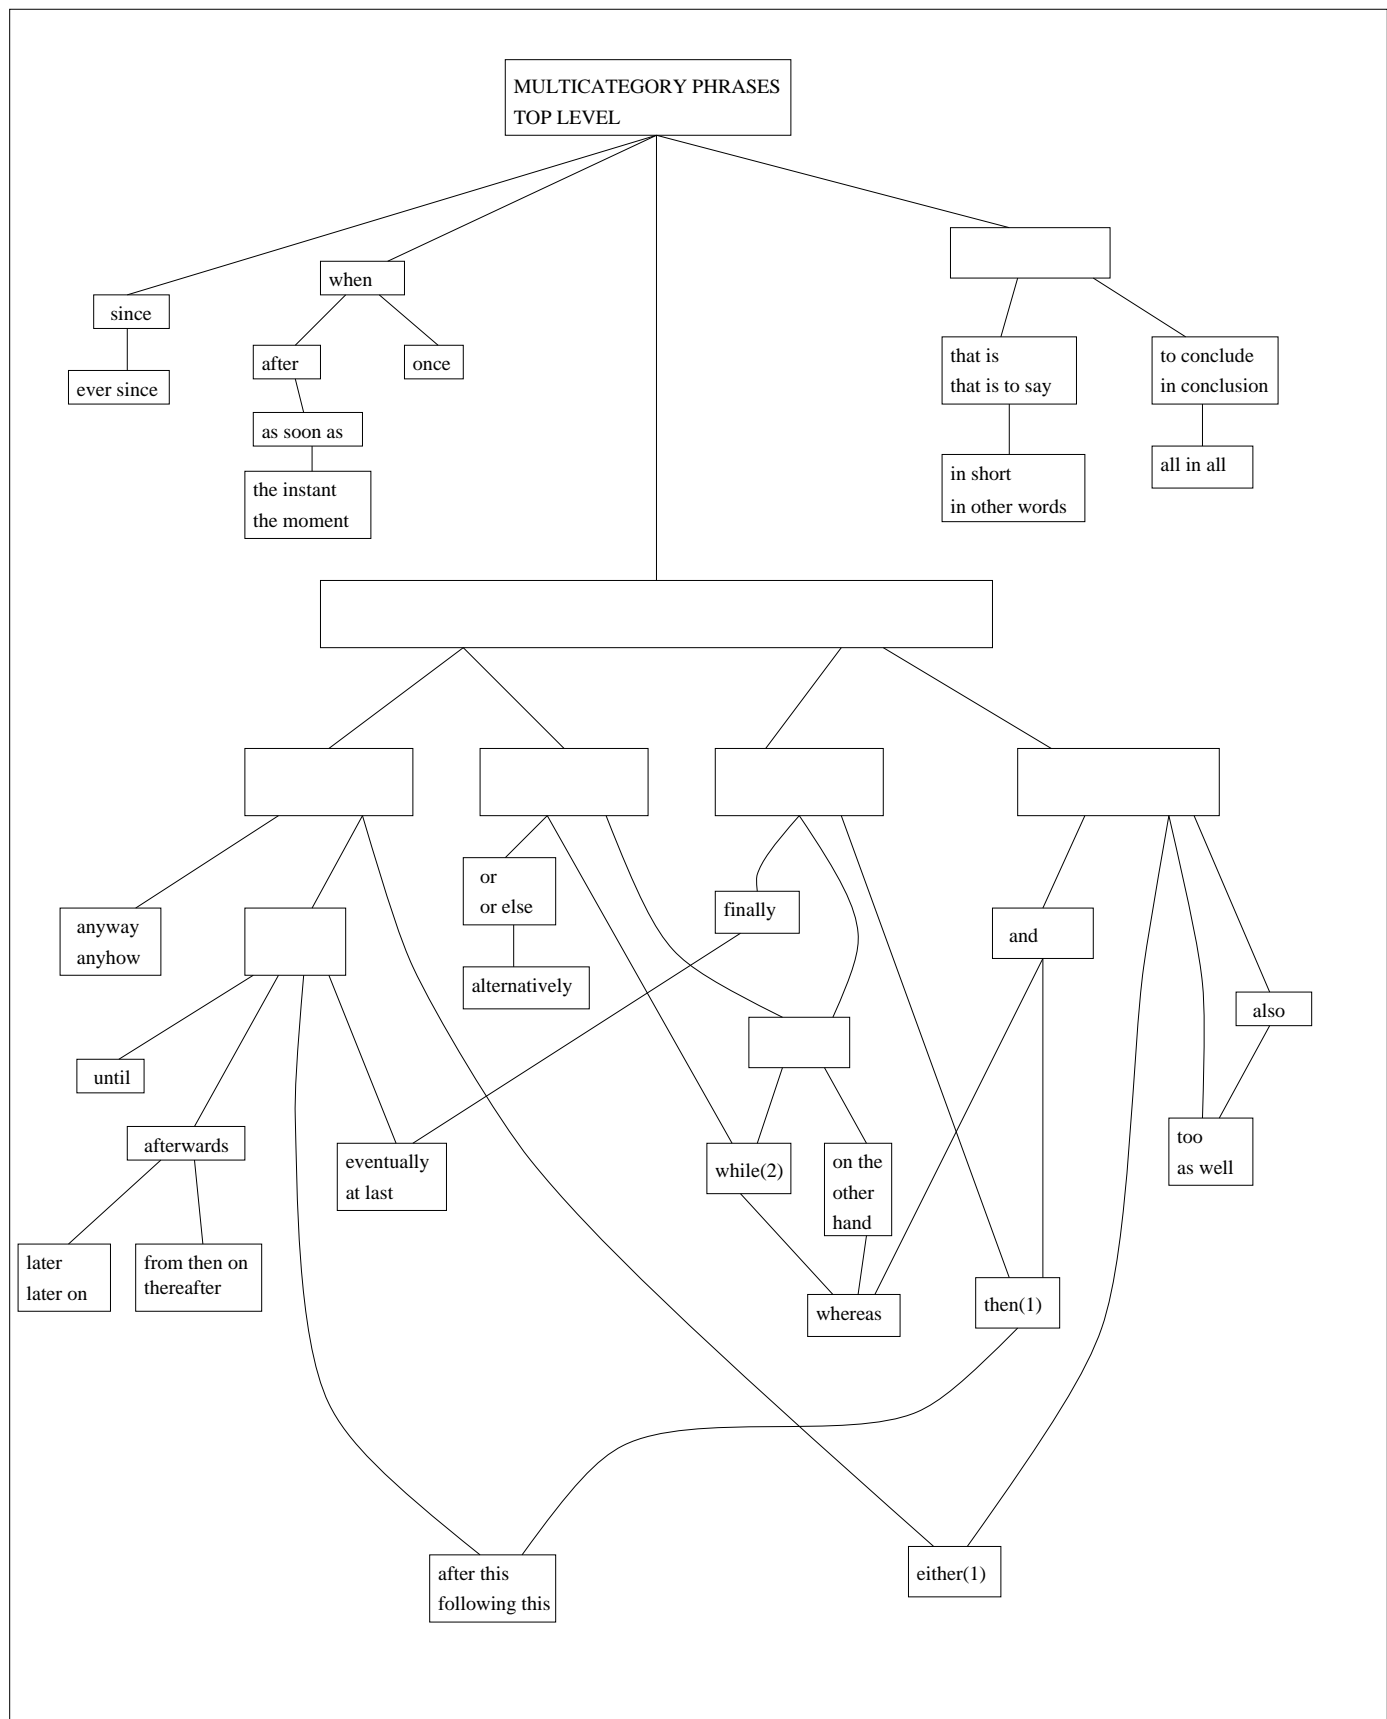 MULTICATEGORY PHRASES
TOP LEVEL
when
since
after
once
that is
that is to say
to conclude
in conclusion
ever since
as soon as
in short
in other words
all in all
the instant
the moment
or
or else
finally
anyway
anyhow
and
alternatively
also
until
afterwards
eventually
at last
while(2)
on the
other
hand
too
as well
later
later on
from then on
thereafter
whereas
then(1)
after this
following this
either(1)